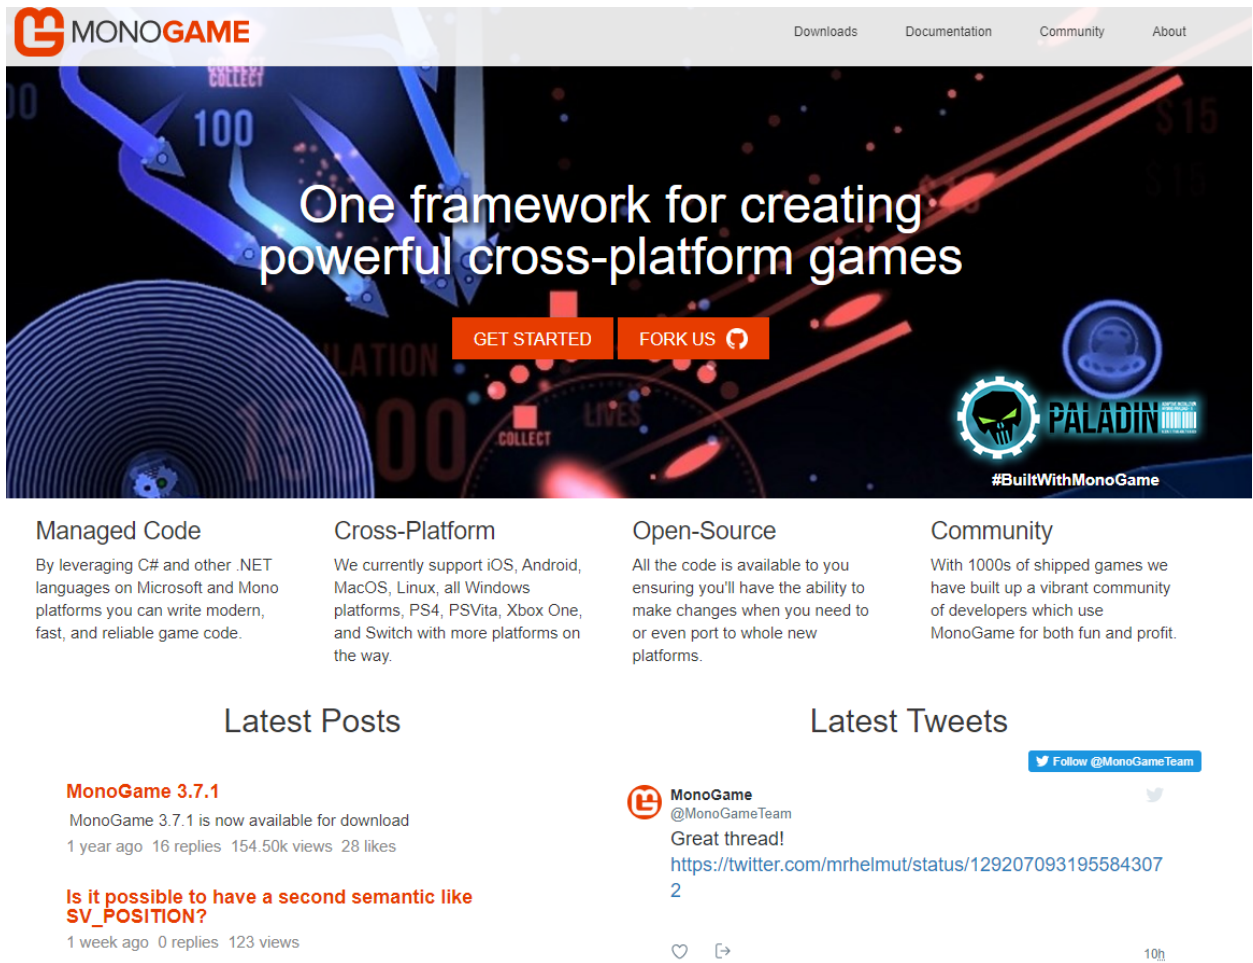 MONOGAME
Downloads
Documentation
Community
About
COLLECT
COLLECT
100
$15
$15
One framework for creating
powerful cross-platform games
GET STARTED
FORK US
LIVES
COLLECT
PALADIN
#BuiltWithMonoGame
Managed Code
By leveraging C# and other .NET
languages on Microsoft and Mono
platforms you can write modern,
fast, and reliable game code.
Cross-Platform
We currently support iOS, Android,
MacOS, Linux, all Windows
platforms, PS4, PSVita, Xbox One,
and Switch with more platforms on
the way.
Open-Source
All the code is available to you
ensuring you'll have the ability to
make changes when you need to
or even port to whole new
platforms.
Community
With 1000s of shipped games we
have built up a vibrant community
of developers which use
MonoGame for both fun and profit.
Latest Posts
MonoGame 3.7.1
MonoGame 3.7.1 is now available for download
1 year ago 16 replies 154.50k views 28 likes
Is it possible to have a second semantic like
SV_POSITION?
1 week ago 0 replies 123 views
Latest Tweets
Follow @MonoGameTeam
MonoGame
@MonoGameTeam
Great thread!
https://twitter.com/mrhelmut/status/129207093195584307
2
10h